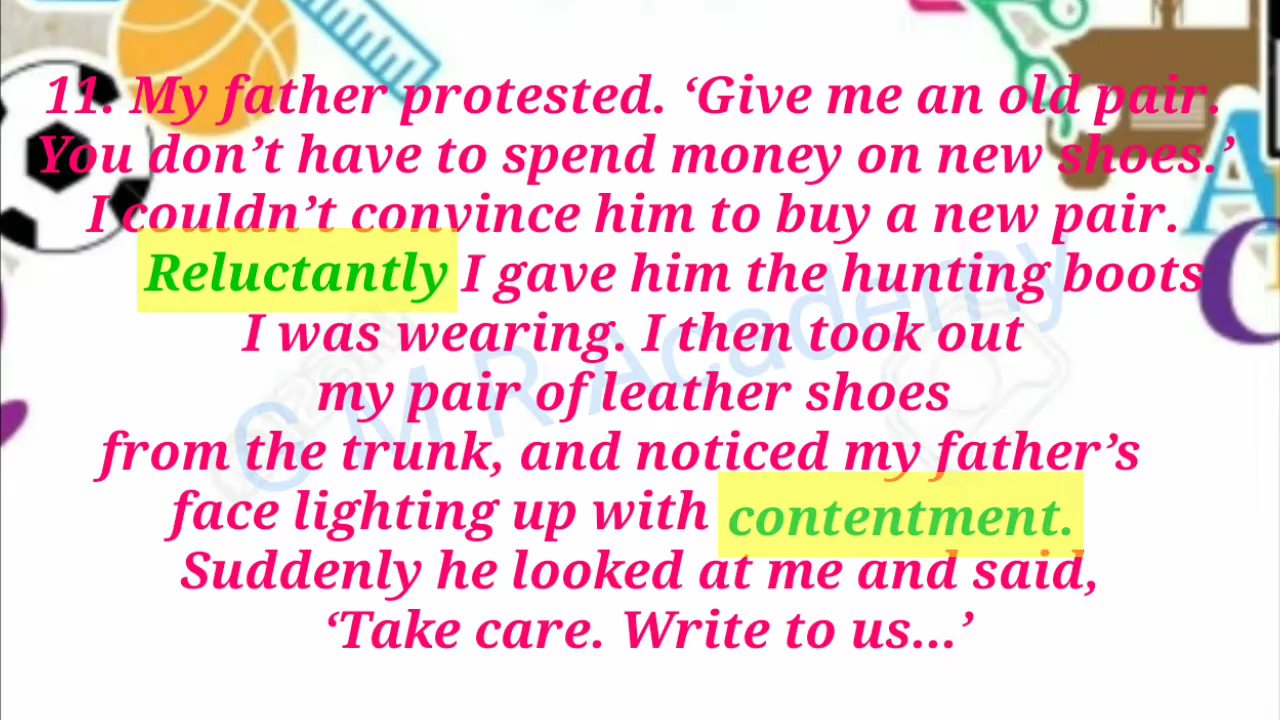 11. My father protested. ‘Give me an old pair.
You don’t have to spend money on new shoes.’
I couldn’t convince him to buy a new pair.
Reluctantly I gave him the hunting boots
I was wearing. I then took out
my pair of leather shoes
from the trunk, and noticed my father’s
face lighting up with contentment.
Suddenly he looked at me and said,
‘Take care. Write to us...’
G M R Academy
A